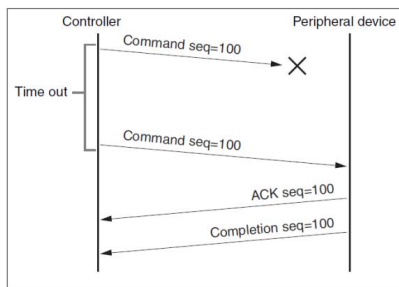 Controller
Peripheral device
Command seq=100
Time out
Command seq=100
ACK seq=100
Completion seq=100